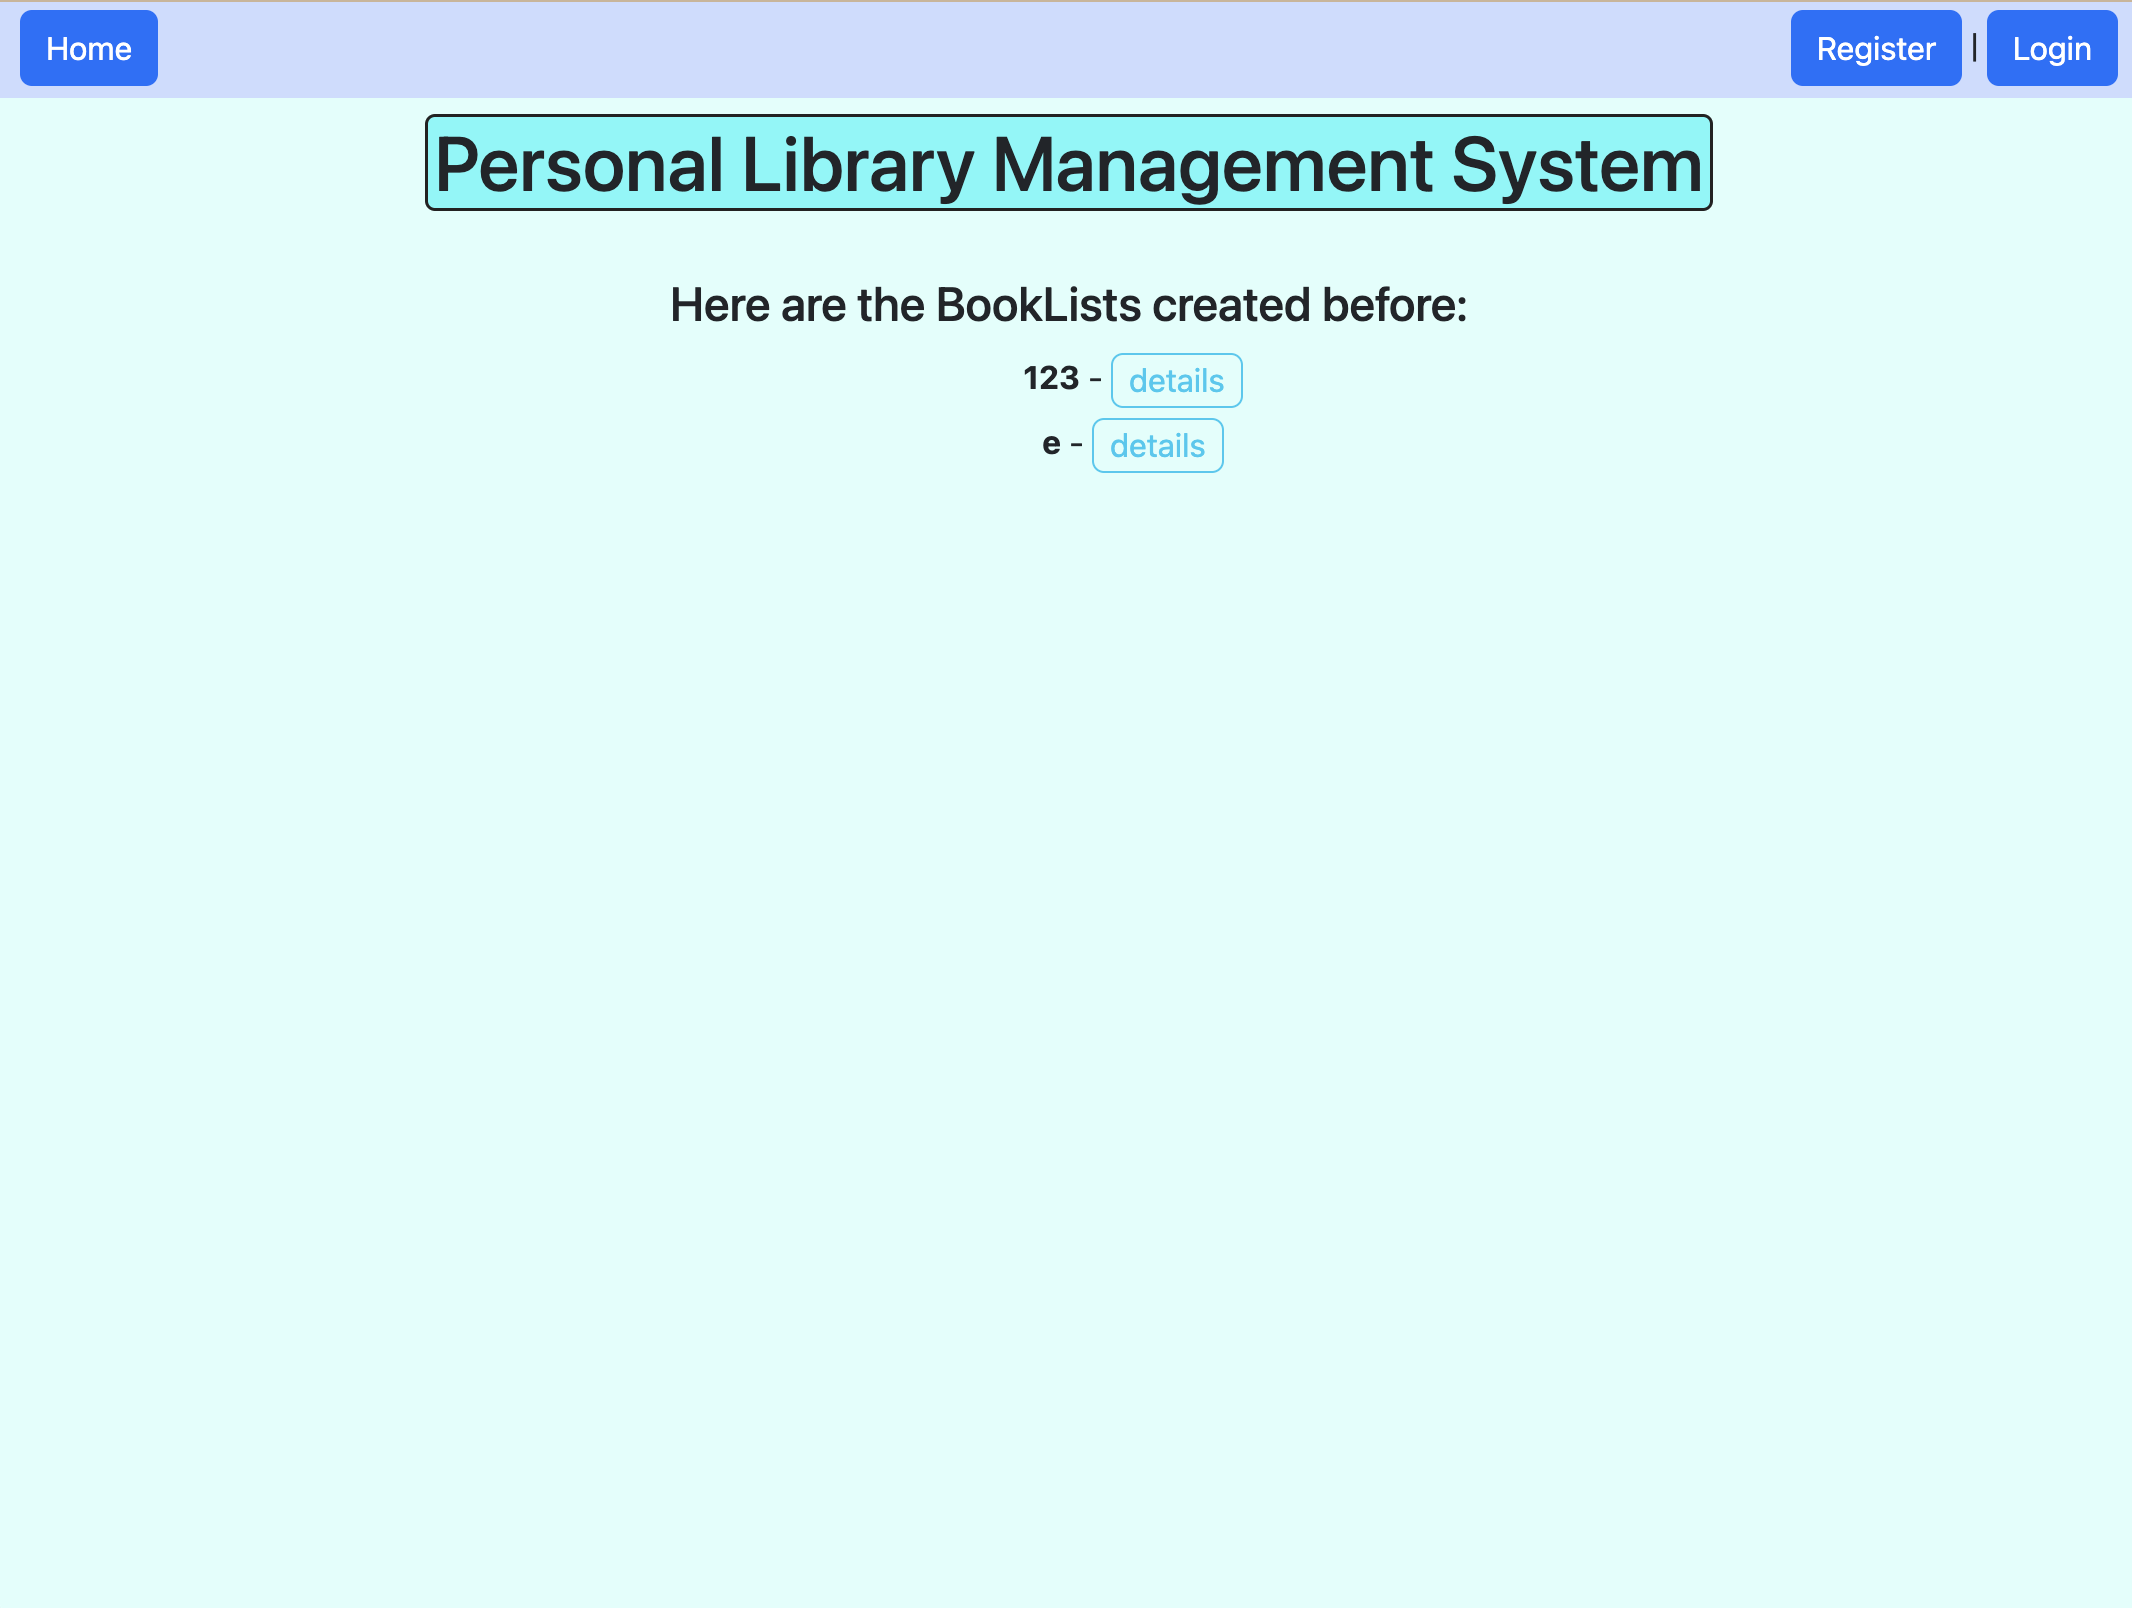 Home Register | Login
Personal Library Management System
Here are the BookLists created before:
123 - details
e - details